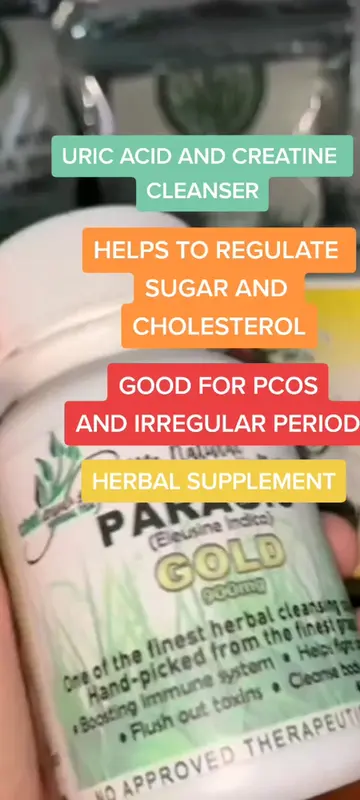 URIC ACID AND CREATINE
CLEANSER
HELPS TO REGULATE
SUGAR AND
CHOLESTEROL
GOOD FOR PCOS
AND IRREGULAR PERIOD
HERBAL SUPPLEMENT
(Eleusine Indica)
GOLD
900mg
One of the finest herbal cleansing
Hand-picked from the finest
• Boosting immune system • Helps
• Flush out toxins • Cleanse
NO APPROVED THERAPEUTI